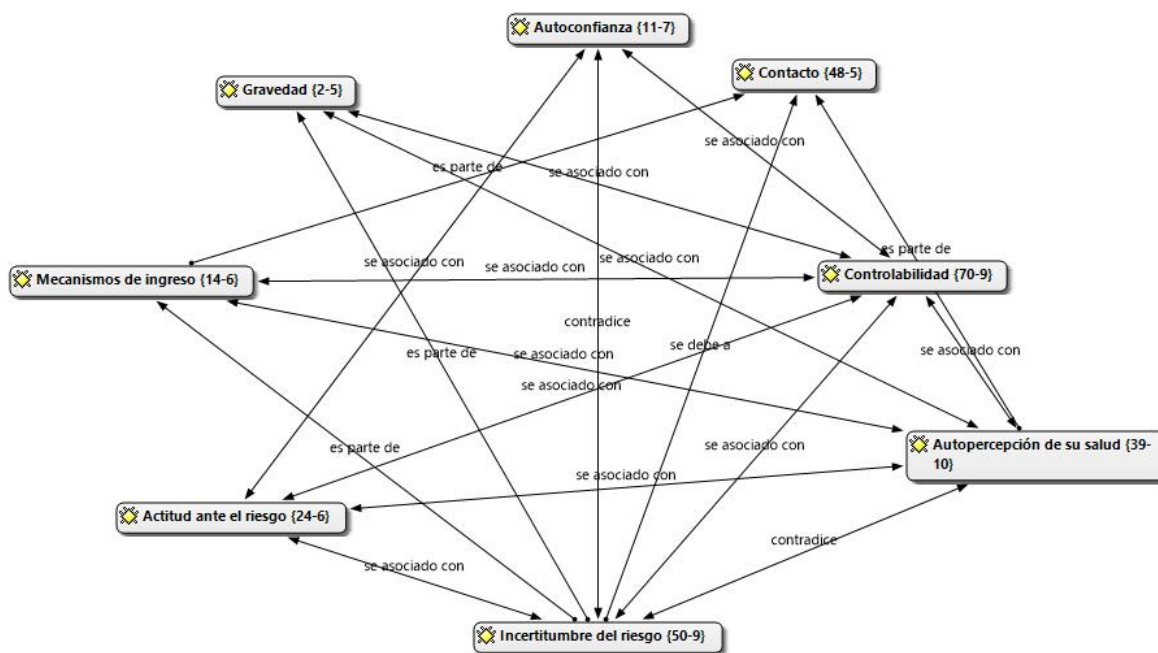 Autoconfianza {11-7}
Contacto {48-5}
Gravedad {2-5}
se asociado con
es parte de
se asociado con
es parte de
se asociado con
se asociado con
se asociado con
Mecanismos de ingreso {14-6}
Controlabilidad {70-9}
contradice
se debe a
es parte de
se asociado con
se asociado con
se asociado con
es parte de
se asociado con
Autopercepción de su salud {39-
10}
se asociado con
Actitud ante el riesgo {24-6}
contradice
se asociado con
Incertitumbre del riesgo {50-9}